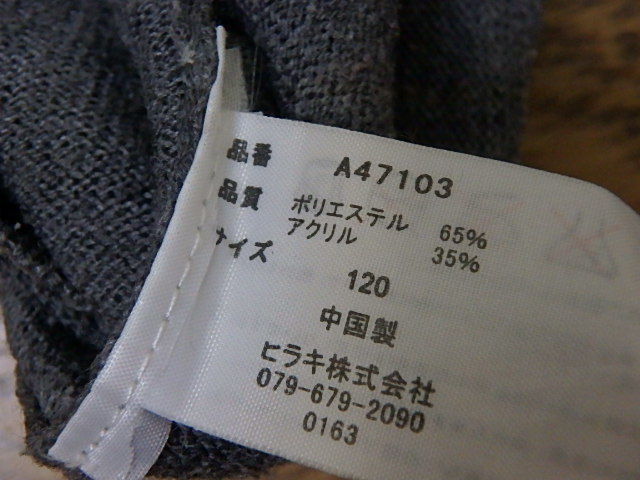 品番 A47103
品質 ポリエステル 65%
アクリル 35%
サイズ
120
中国製
ヒラキ株式会社
079-679-2090
0163